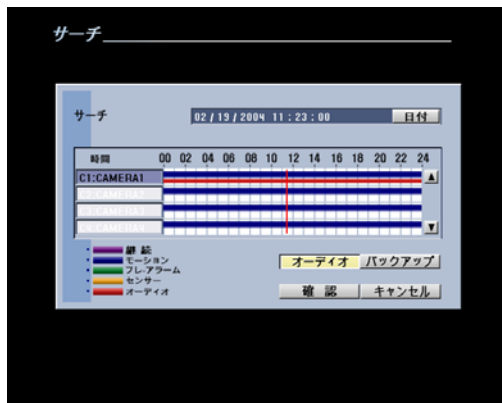 サーチ
サーチ 02/19/2004 11:23:00 日付
時間 00 02 04 06 08 10 12 14 16 18 20 22 24
C1:CAMERA1
C2:CAMERA2
C3:CAMERA3
C4:CAMERA4
継続
モーション
プレアラーム
センサー
オーディオ
オーディオ バックアップ
確認 キャンセル